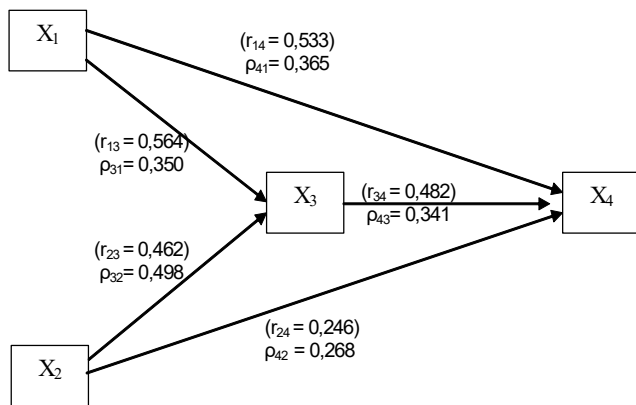 X₁
(r₁₄ = 0,533)
ρ₄₁= 0,365
(r₁₃ = 0,564)
ρ₃₁= 0,350
X₃
(r₃₄ = 0,482)
ρ₄₃= 0,341
X₄
(r₂₃ = 0,462)
ρ₃₂= 0,498
(r₂₄ = 0,246)
ρ₄₂= 0,268
X₂